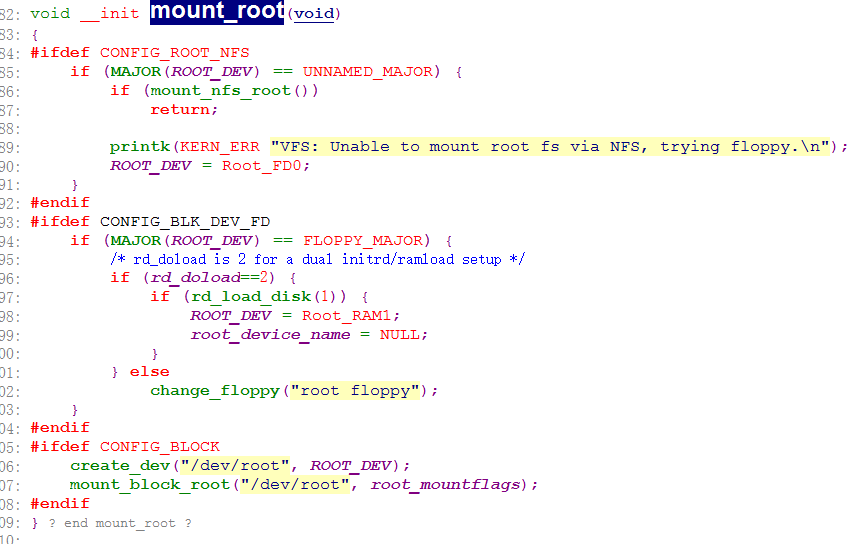 82: void __init mount_root(void)
83: {
84: #ifdef CONFIG_ROOT_NFS
85:     if (MAJOR(ROOT_DEV) == UNNAMED_MAJOR) {
86:         if (mount_nfs_root())
87:             return;
88:
89:         printk(KERN_ERR "VFS: Unable to mount root fs via NFS, trying floppy.\n");
90:         ROOT_DEV = Root_FD0;
91:     }
92: #endif
93: #ifdef CONFIG_BLK_DEV_FD
94:     if (MAJOR(ROOT_DEV) == FLOPPY_MAJOR) {
95:         /* rd_doload is 2 for a dual initrd/ramload setup */
96:         if (rd_doload==2) {
97:             if (rd_load_disk(1)) {
98:                 ROOT_DEV = Root_RAM1;
99:                 root_device_name = NULL;
00:             }
01:         } else
02:             change_floppy("root floppy");
03:     }
04: #endif
05: #ifdef CONFIG_BLOCK
06:     create_dev("/dev/root", ROOT_DEV);
07:     mount_block_root("/dev/root", root_mountflags);
08: #endif
09: } ? end mount_root ?
10: